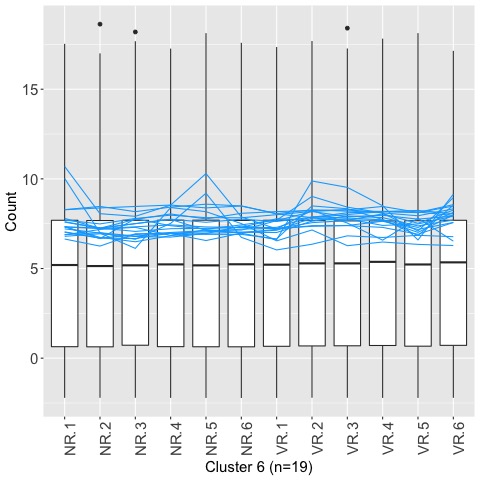 Count
15
10
5
0
NR.1
NR.2
NR.3
NR.4
NR.5
NR.6
VR.1
VR.2
VR.3
VR.4
VR.5
VR.6
Cluster 6 (n=19)